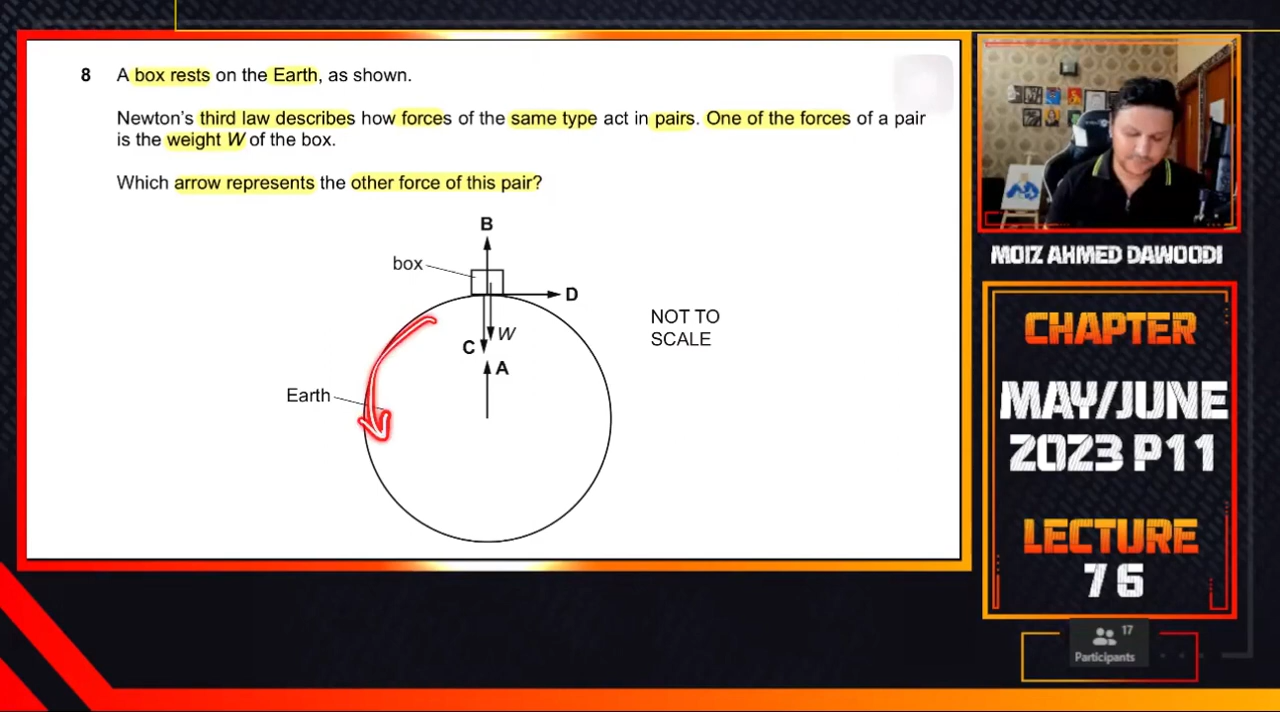 8 A box rests on the Earth, as shown.
Newton's third law describes how forces of the same type act in pairs. One of the forces of a pair
is the weight W of the box.
Which arrow represents the other force of this pair?
B
box
D
W
C
A
Earth
NOT TO
SCALE
MOIZ AHMED DAWOODI
CHAPTER
MAY/JUNE
2023 P11
LECTURE
76
17
Participants